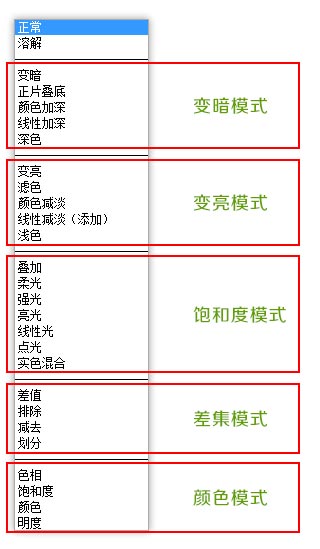 正常
溶解
变暗
正片叠底
颜色加深
线性加深
深色
变暗模式
变亮
滤色
颜色减淡
线性减淡（添加）
浅色
变亮模式
叠加
柔光
强光
亮光
线性光
点光
实色混合
饱和度模式
差值
排除
减去
划分
差集模式
色相
饱和度
颜色
明度
颜色模式